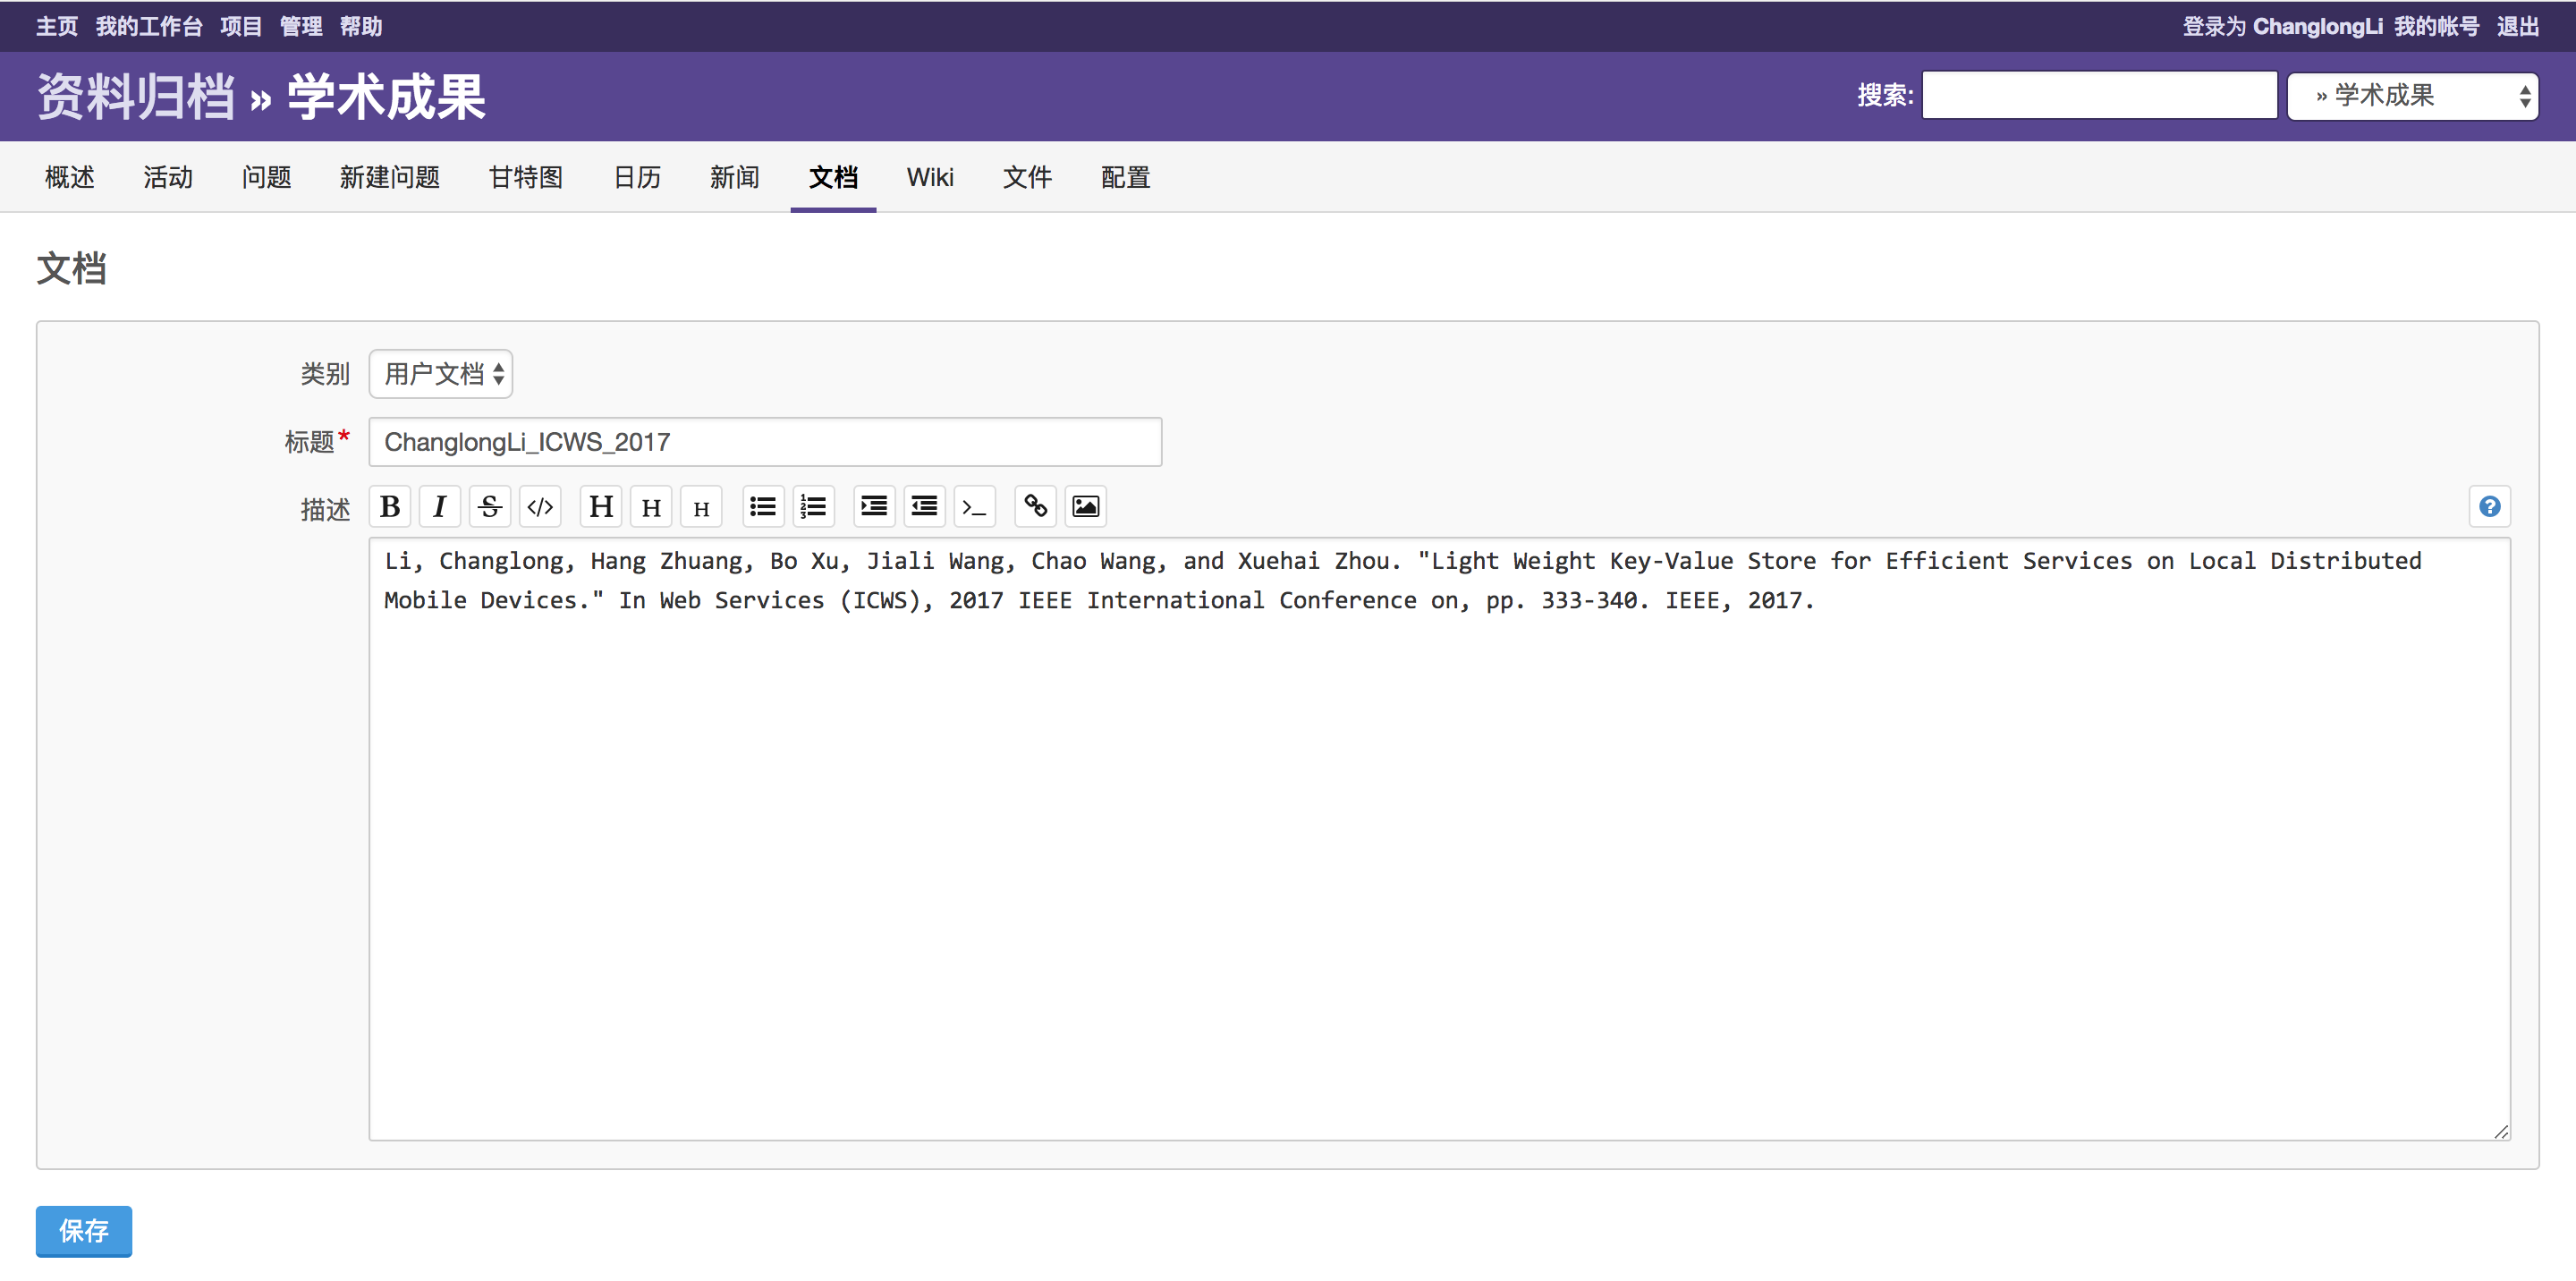 主页 我的工作台 项目 管理 帮助 登录为 ChanglongLi 我的帐号 退出
资料归档 » 学术成果 搜索: » 学术成果
概述 活动 问题 新建问题 甘特图 日历 新闻 文档 Wiki 文件 配置
文档
类别 用户文档
标题* ChanglongLi_ICWS_2017
描述 B I S </> H H H >_ ?
Li, Changlong, Hang Zhuang, Bo Xu, Jiali Wang, Chao Wang, and Xuehai Zhou. "Light Weight Key-Value Store for Efficient Services on Local Distributed
Mobile Devices." In Web Services (ICWS), 2017 IEEE International Conference on, pp. 333-340. IEEE, 2017.
保存